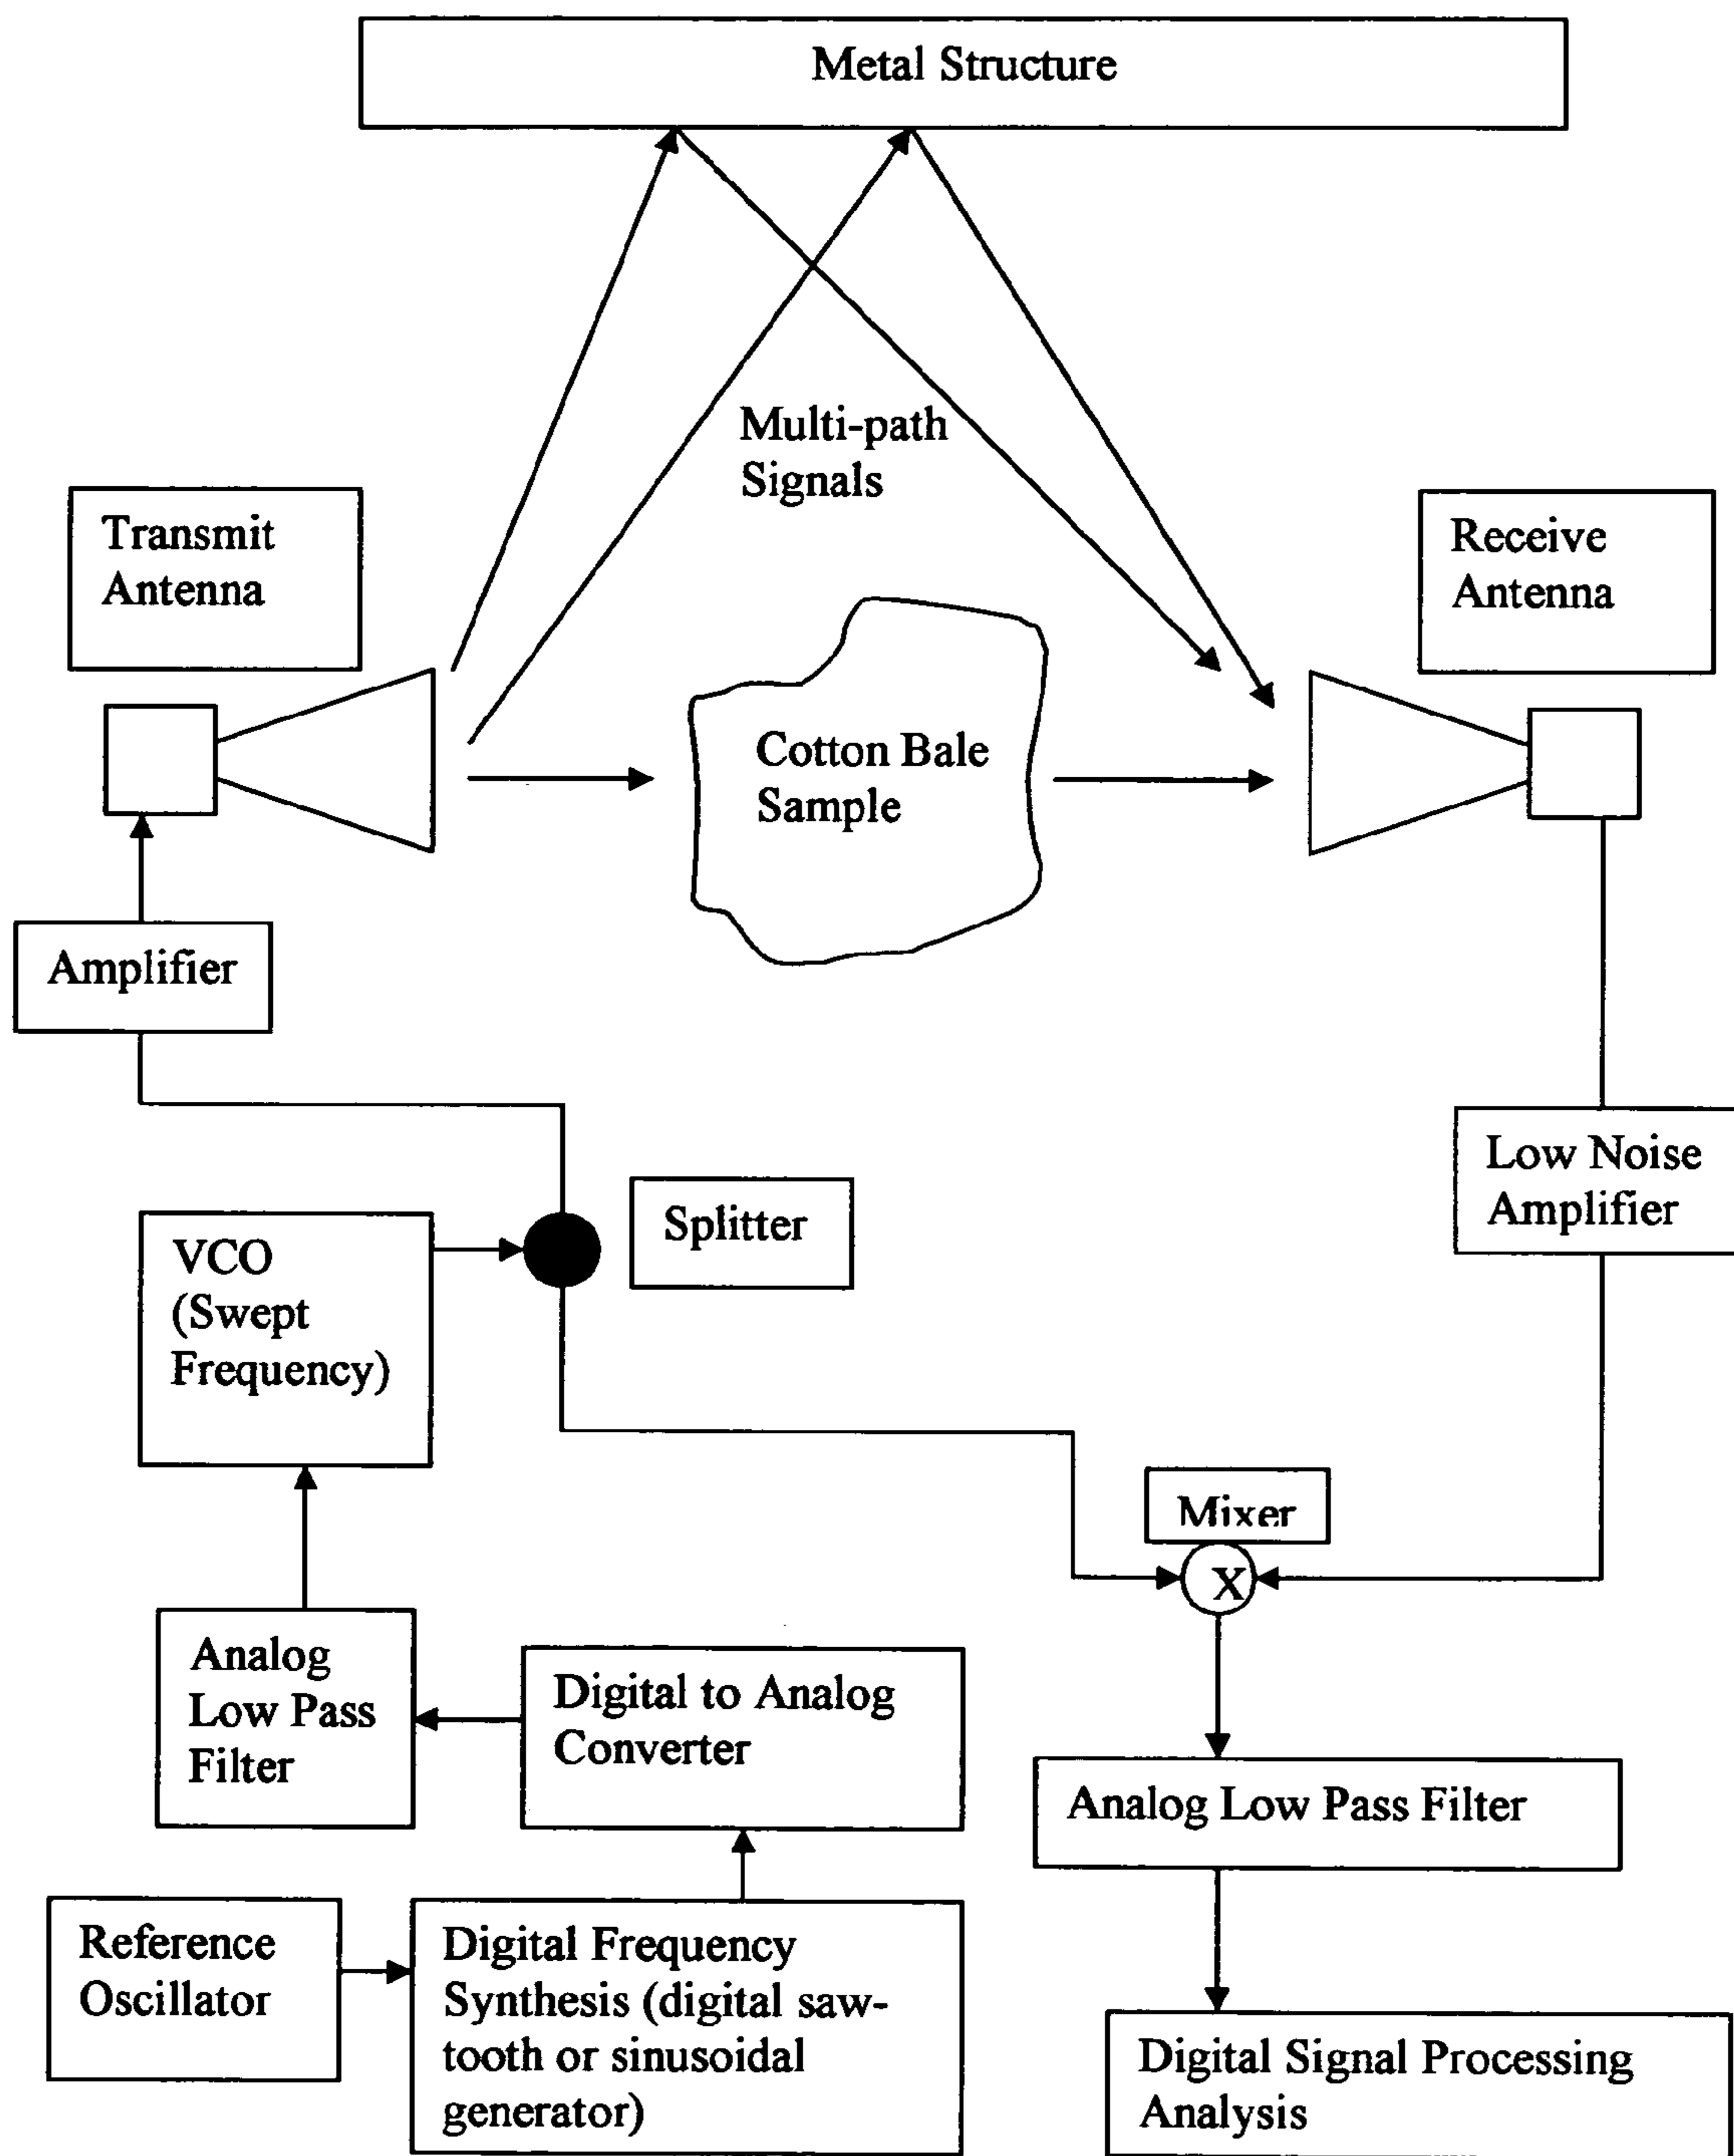 Metal Structure
Multi-path
Signals
Transmit
Antenna
Receive
Antenna
Cotton Bale
Sample
Amplifier
Low Noise
Amplifier
Splitter
VCO
(Swept
Frequency)
Mixer
X
Analog
Low Pass
Filter
Digital to Analog
Converter
Analog Low Pass Filter
Reference
Oscillator
Digital Frequency
Synthesis (digital saw-
tooth or sinusoidal
generator)
Digital Signal Processing
Analysis